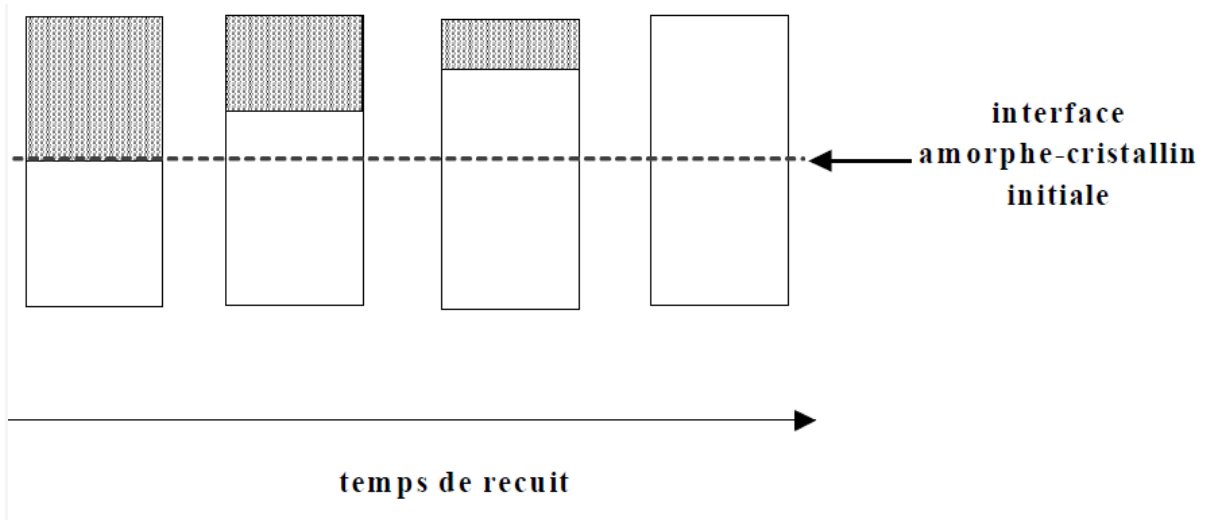 interface
amorphe-cristallin
initiale
temps de recuit